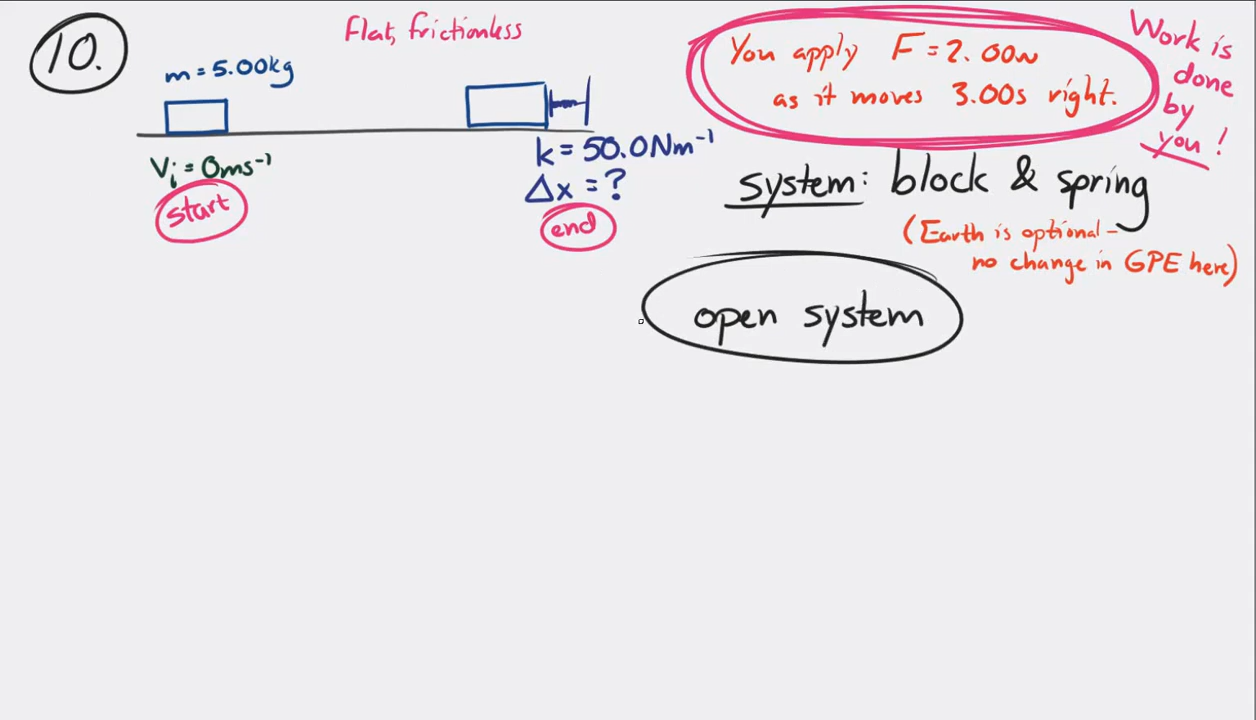 10.
Flat, frictionless
m = 5.00kg
Vi = 0ms⁻¹
start
k = 50.0Nm⁻¹
Δx = ?
end
You apply F = 2.00N
as it moves 3.00s right.
Work is
done
by
you!
system: block & spring
(Earth is optional –
no change in GPE here)
open system